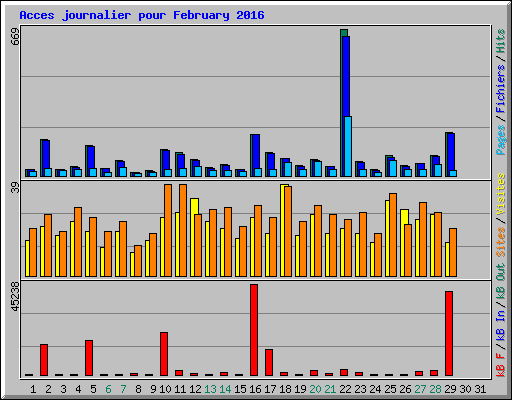 Acces journalier pour February 2016
669
Pages / Fichiers / Hits
39
Sites / Visites
45238
kB F / kB In / kB Out
1 2 3 4 5 6 7 8 9 10 11 12 13 14 15 16 17 18 19 20 21 22 23 24 25 26 27 28 29 30 31